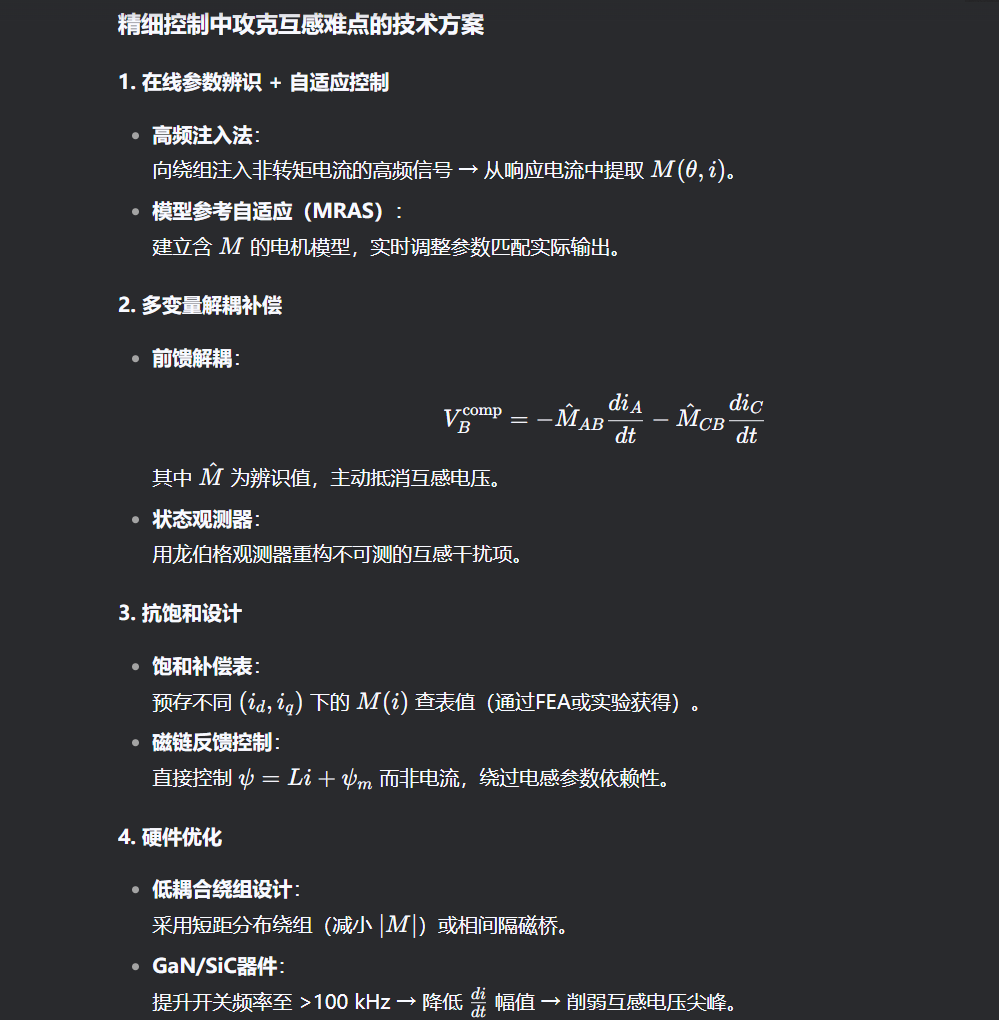 精细控制中攻克互感难点的技术方案
1. 在线参数辨识 + 自适应控制
• 高频注入法：
向绕组注入非转矩电流的高频信号 → 从响应电流中提取 M(θ, i)。
• 模型参考自适应（MRAS）：
建立含 M 的电机模型，实时调整参数匹配实际输出。
2. 多变量解耦补偿
• 前馈解耦：
$V_B^{\text{comp}} = -\hat{M}_{AB}\frac{di_A}{dt} - \hat{M}_{CB}\frac{di_C}{dt}$
其中 $\hat{M}$ 为辨识值，主动抵消互感电压。
• 状态观测器：
用龙伯格观测器重构不可测的互感干扰项。
3. 抗饱和设计
• 饱和补偿表：
预存不同 $(i_d, i_q)$ 下的 M(i) 查表值（通过FEA或实验获得）。
• 磁链反馈控制：
直接控制 $\psi = Li + \psi_m$ 而非电流，绕过电感参数依赖性。
4. 硬件优化
• 低耦合绕组设计：
采用短距分布绕组（减小 |M|）或相间隔磁桥。
• GaN/SiC器件：
提升开关频率至 >100 kHz → 降低 $\frac{di}{dt}$ 幅值 → 削弱互感电压尖峰。